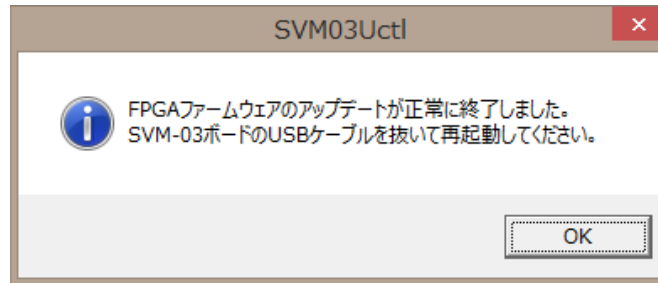 SVM03Uctl
FPGAファームウェアのアップデートが正常に終了しました。
SVM-03ボードのUSBケーブルを抜いて再起動してください。
OK